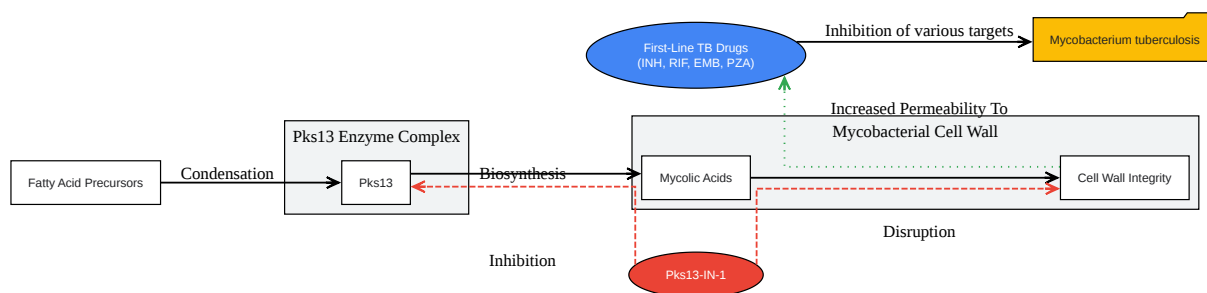 First-Line TB Drugs
(INH, RIF, EMB, PZA)
Inhibition of various targets
Mycobacterium tuberculosis
Increased Permeability To
Mycobacterial Cell Wall
Pks13 Enzyme Complex
Fatty Acid Precursors
Condensation
Pks13
Biosynthesis
Mycolic Acids
Cell Wall Integrity
Disruption
Inhibition
Pks13-IN-1